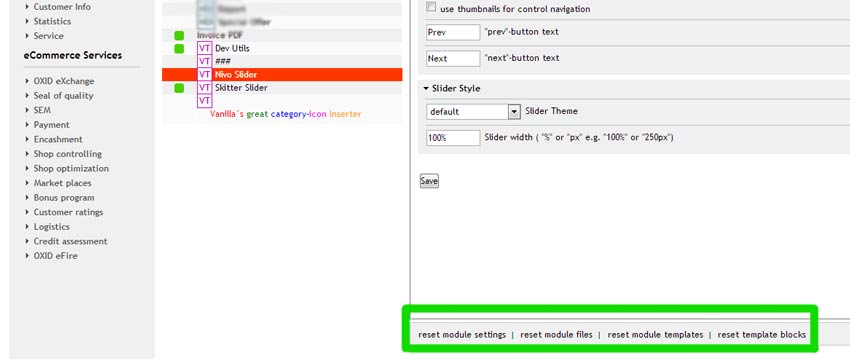 Customer Info
Statistics
Service
eCommerce Services
OXID eXchange
Seal of quality
SEM
Payment
Encashment
Shop controlling
Shop optimization
Market places
Bonus program
Customer ratings
Logistics
Credit assessment
OXID eFire
Invoice PDF
VT Dev Utils
VT ###
VT Nivo Slider
VT Skitter Slider
VT
Vanilla´s great category-icon inserter
use thumbnails for control navigation
Prev "prev"-button text
Next "next"-button text
Slider Style
default Slider Theme
100% Slider width ( "%" or "px" e.g. "100%" or "250px")
Save
reset module settings | reset module files | reset module templates | reset template blocks